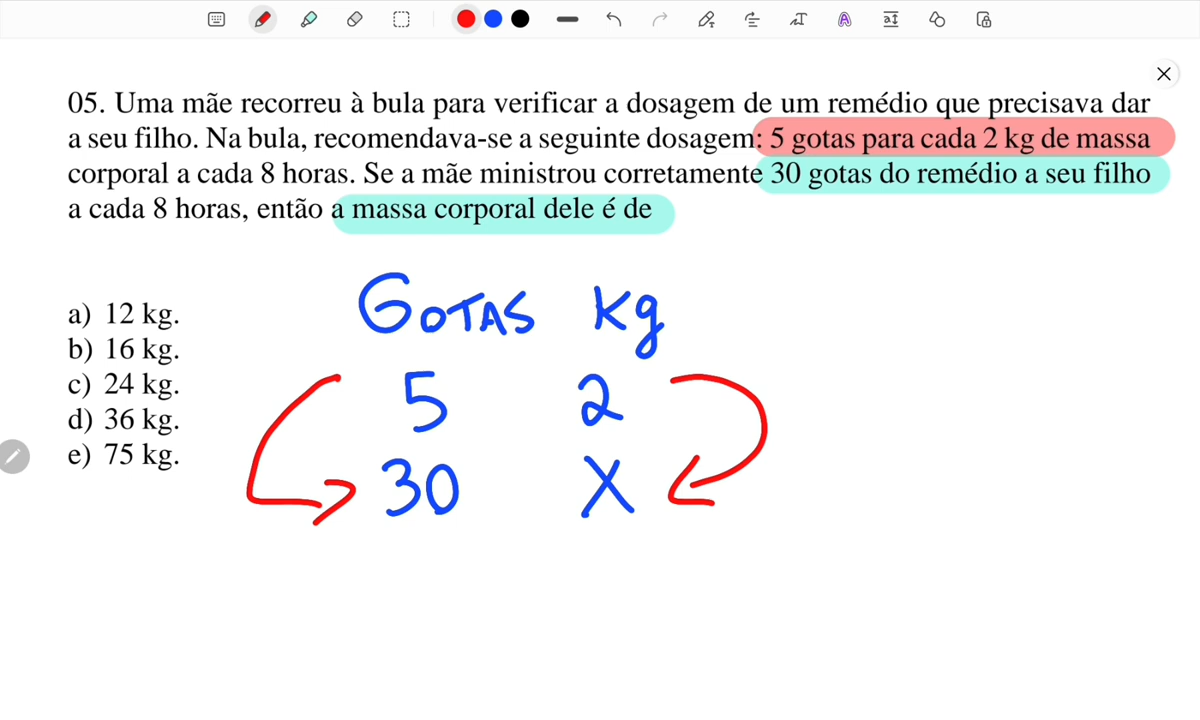 05. Uma mãe recorreu à bula para verificar a dosagem de um remédio que precisava dar
a seu filho. Na bula, recomendava-se a seguinte dosagem: 5 gotas para cada 2 kg de massa
corporal a cada 8 horas. Se a mãe ministrou corretamente 30 gotas do remédio a seu filho
a cada 8 horas, então a massa corporal dele é de
a) 12 kg.
b) 16 kg.
c) 24 kg.
d) 36 kg.
e) 75 kg.
GOTAS kg
5 2
30 X